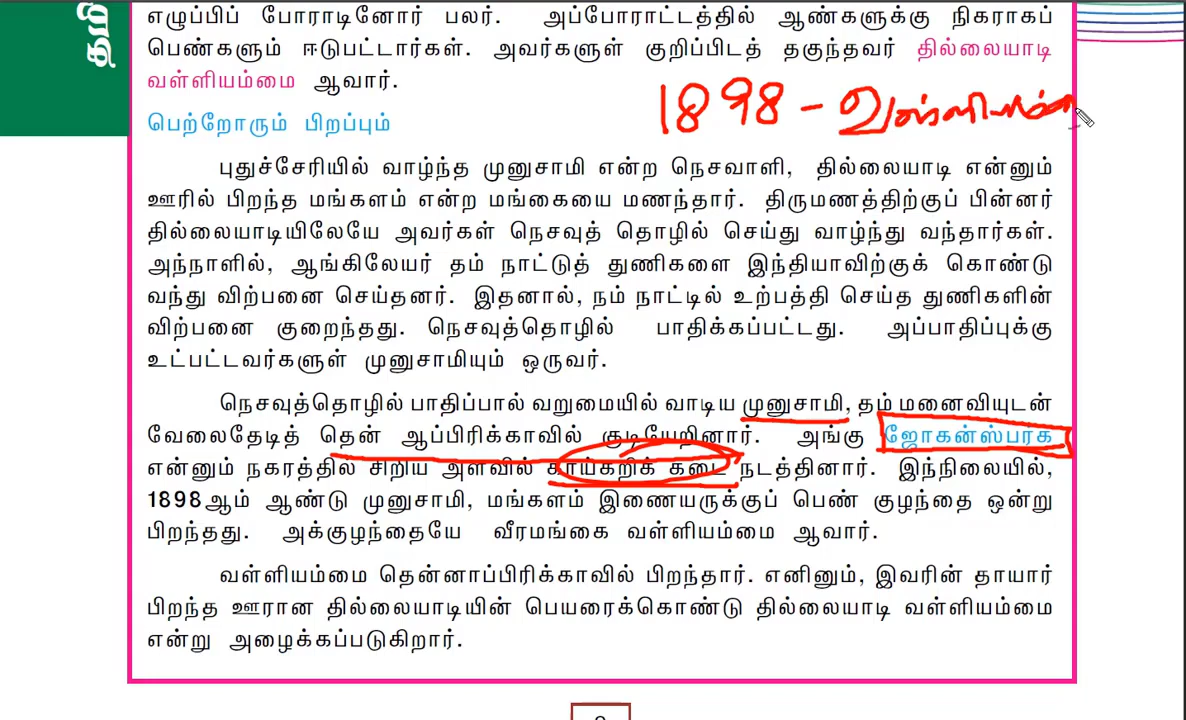 தமி
எழுப்பிப் போராடினோர் பலர். அப்போராட்டத்தில் ஆண்களுக்கு நிகராகப்
பெண்களும் ஈடுபட்டார்கள். அவர்களுள் குறிப்பிடத் தகுந்தவர் தில்லையாடி
வள்ளியம்மை ஆவார்.
1898 - வள்ளியம்மை
பெற்றோரும் பிறப்பும்
புதுச்சேரியில் வாழ்ந்த முனுசாமி என்ற நெசவாளி, தில்லையாடி என்னும்
ஊரில் பிறந்த மங்களம் என்ற மங்கையை மணந்தார். திருமணத்திற்குப் பின்னர்
தில்லையாடியிலேயே அவர்கள் நெசவுத் தொழில் செய்து வாழ்ந்து வந்தார்கள்.
அந்நாளில், ஆங்கிலேயர் தம் நாட்டுத் துணிகளை இந்தியாவிற்குக் கொண்டு
வந்து விற்பனை செய்தனர். இதனால், நம் நாட்டில் உற்பத்தி செய்த துணிகளின்
விற்பனை குறைந்தது. நெசவுத்தொழில் பாதிக்கப்பட்டது. அப்பாதிப்புக்கு
உட்பட்டவர்களுள் முனுசாமியும் ஒருவர்.
நெசவுத்தொழில் பாதிப்பால் வறுமையில் வாடிய முனுசாமி, தம் மனைவியுடன்
வேலைதேடித் தென் ஆப்பிரிக்காவில் குடியேறினார். அங்கு ஜோகன்ஸ்பரக்
என்னும் நகரத்தில் சிறிய அளவில் காய்கறிக் கடை நடத்தினார். இந்நிலையில்,
1898ஆம் ஆண்டு முனுசாமி, மங்களம் இணையருக்குப் பெண் குழந்தை ஒன்று
பிறந்தது. அக்குழந்தையே வீரமங்கை வள்ளியம்மை ஆவார்.
வள்ளியம்மை தென்னாப்பிரிக்காவில் பிறந்தார். எனினும், இவரின் தாயார்
பிறந்த ஊரான தில்லையாடியின் பெயரைக்கொண்டு தில்லையாடி வள்ளியம்மை
என்று அழைக்கப்படுகிறார்.